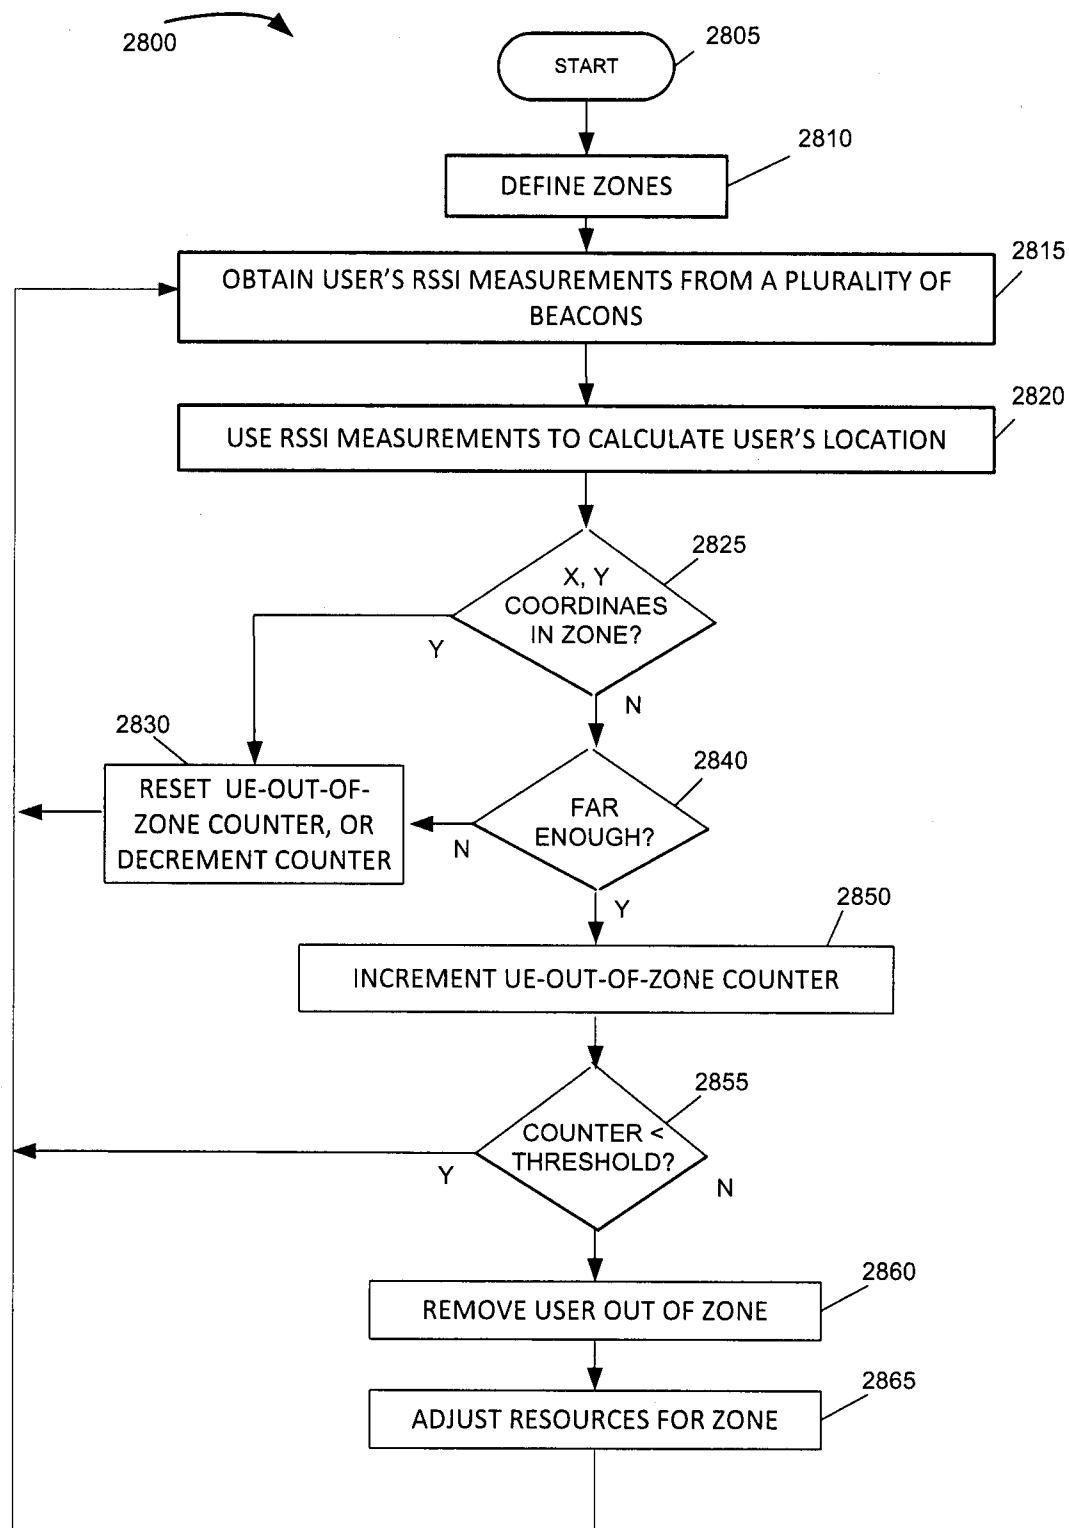 2800
2805
START
2810
DEFINE ZONES
2815
OBTAIN USER'S RSSI MEASUREMENTS FROM A PLURALITY OF
BEACONS
2820
USE RSSI MEASUREMENTS TO CALCULATE USER'S LOCATION
2825
X, Y
COORDINAES
IN ZONE?
Y
N
2830
RESET UE-OUT-OF-
ZONE COUNTER, OR
DECREMENT COUNTER
2840
FAR
ENOUGH?
N
Y
2850
INCREMENT UE-OUT-OF-ZONE COUNTER
2855
COUNTER <
THRESHOLD?
Y
N
2860
REMOVE USER OUT OF ZONE
2865
ADJUST RESOURCES FOR ZONE